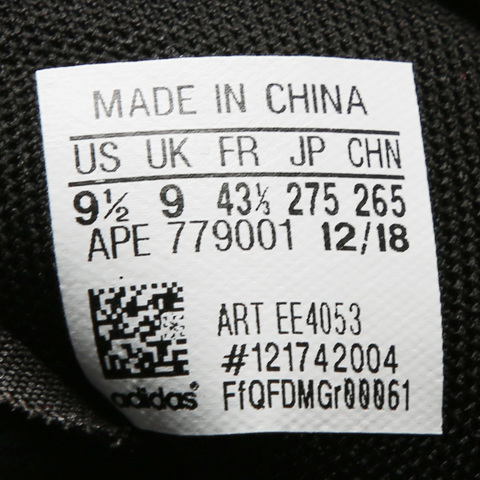 MADE IN CHINA
US UK FR JP CHN
9½ 9 43⅓ 275 265
APE 779001 12/18
ART EE4053
#121742004
adidas® FfQFDMGr00061